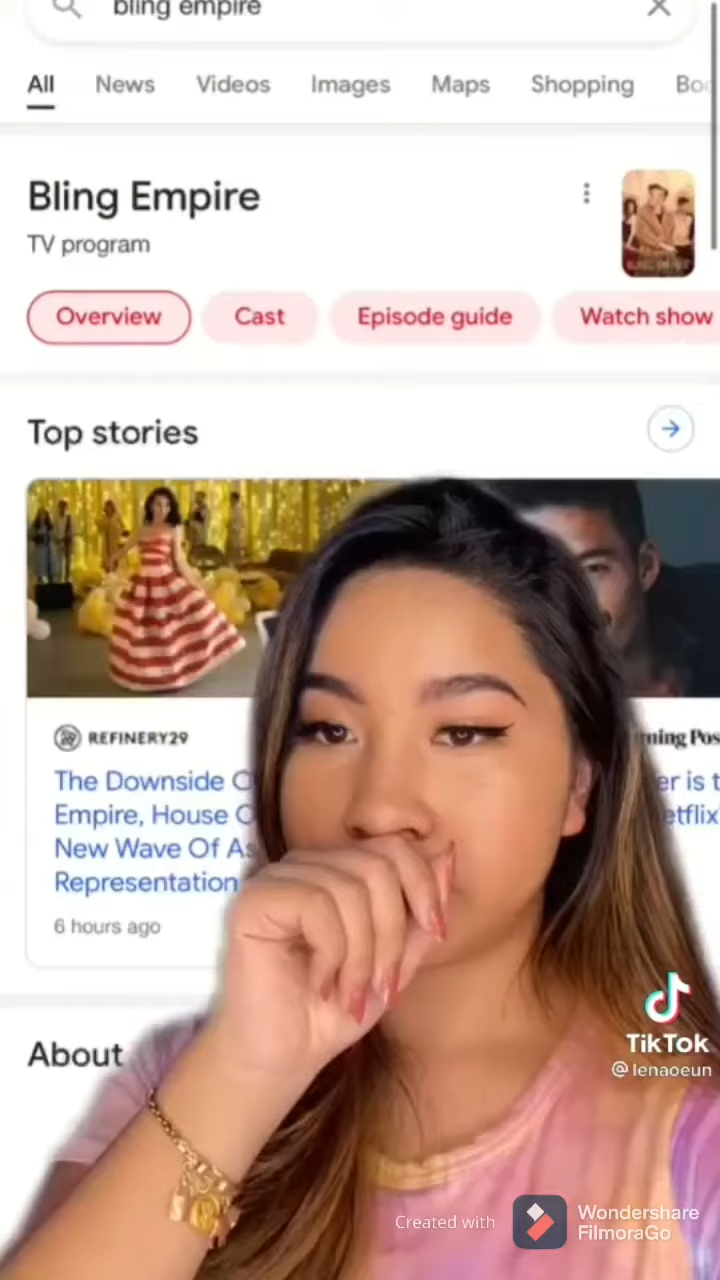 bling empire
All News Videos Images Maps Shopping
Bling Empire
TV program
Overview Cast Episode guide Watch show
Top stories
REFINERY29
The Downside
Empire, House
New Wave Of
Representation
6 hours ago
er is
About
TikTok
@lenaoeun
Created with
Wondershare
FilmoraGo